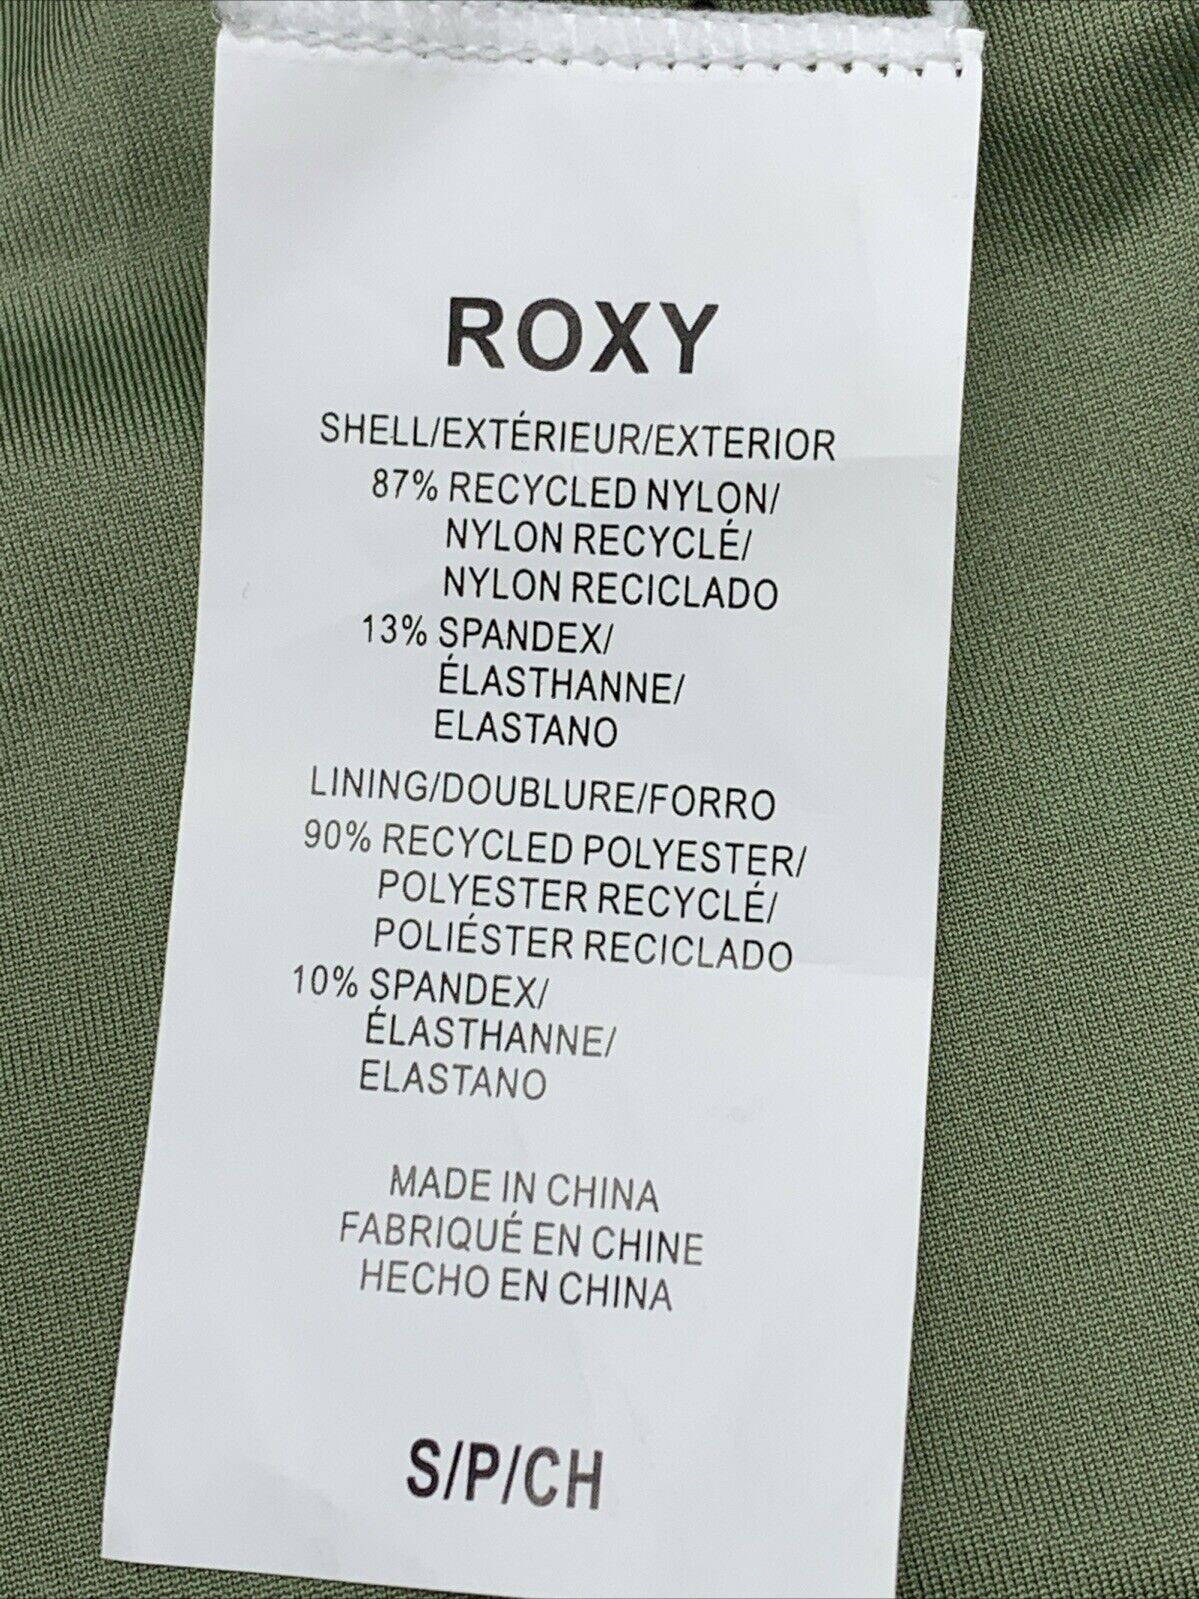 ROXY
SHELL/EXTÉRIEUR/EXTERIOR
87% RECYCLED NYLON/
NYLON RECYCLÉ/
NYLON RECICLADO
13% SPANDEX/
ÉLASTHANNE/
ELASTANO
LINING/DOUBLURE/FORRO
90% RECYCLED POLYESTER/
POLYESTER RECYCLÉ/
POLIÉSTER RECICLADO
10% SPANDEX/
ÉLASTHANNE/
ELASTANO
MADE IN CHINA
FABRIQUÉ EN CHINE
HECHO EN CHINA
S/P/CH